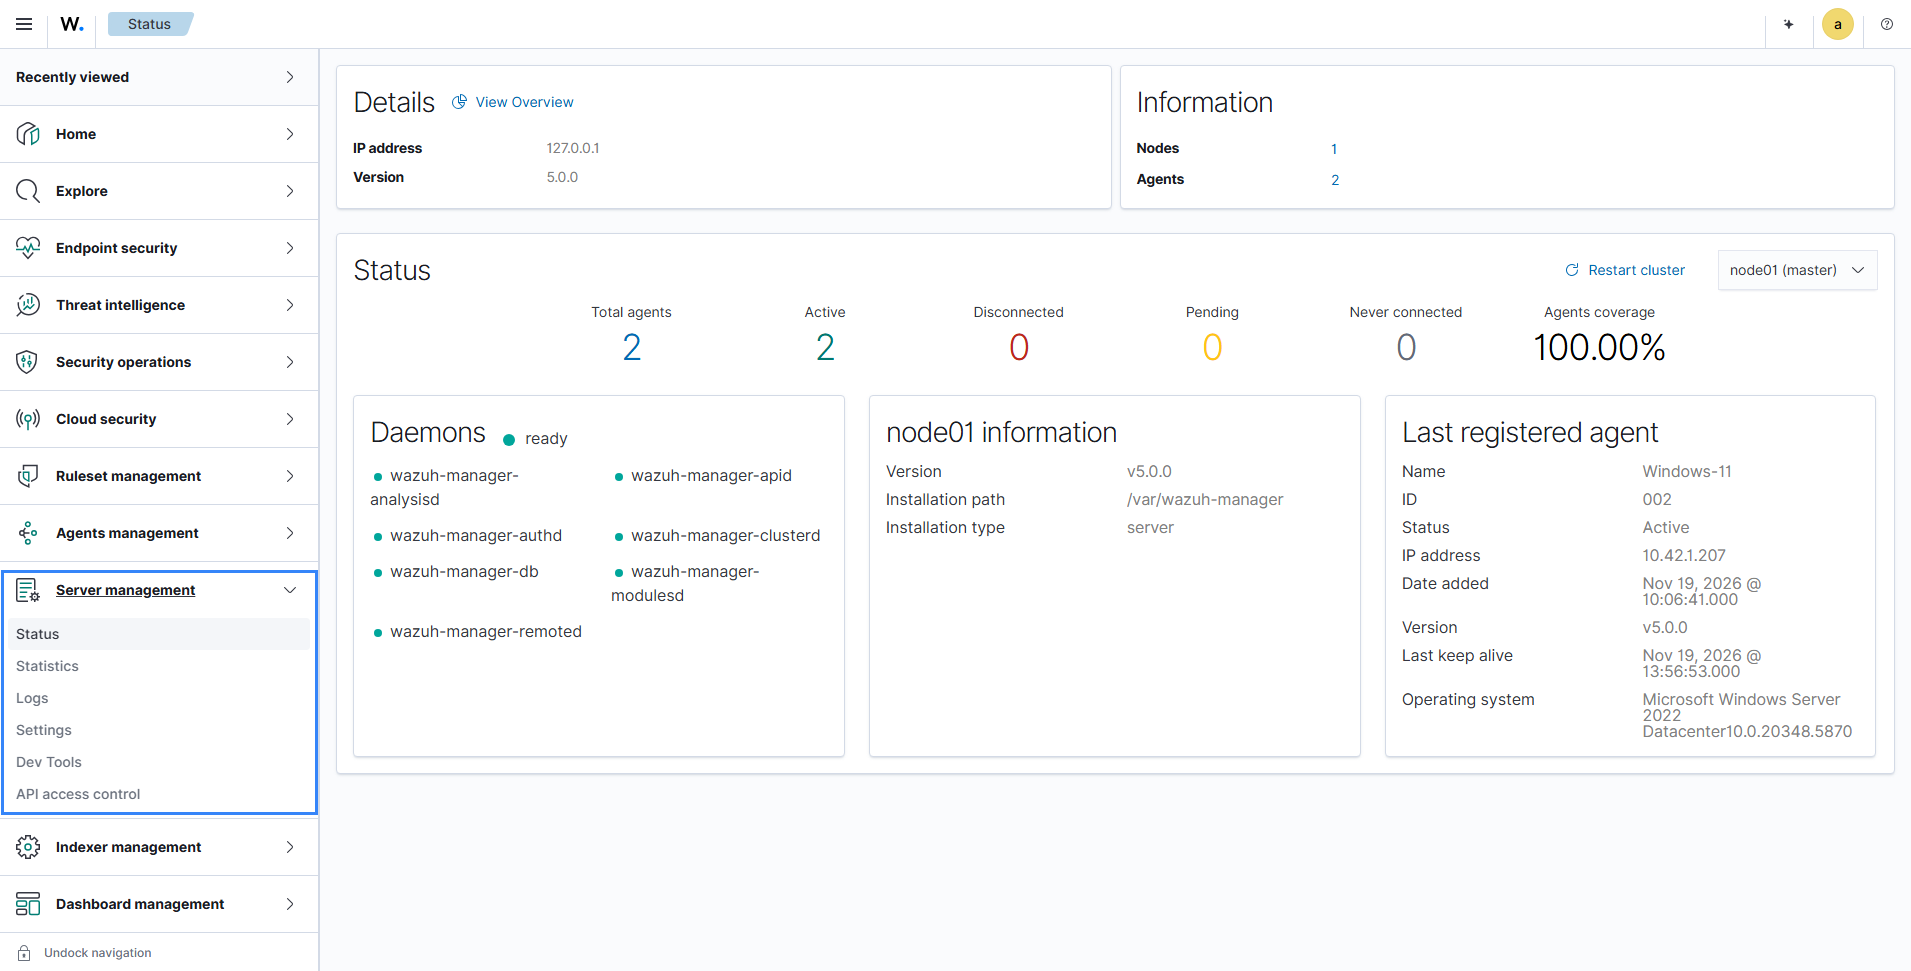 W.
Status
a
Recently viewed
Home
Explore
Endpoint security
Threat intelligence
Security operations
Cloud security
Ruleset management
Agents management
Server management
Status
Statistics
Logs
Settings
Dev Tools
API access control
Indexer management
Dashboard management
Undock navigation
Details
View Overview
IP address 127.0.0.1
Version 5.0.0
Information
Nodes 1
Agents 2
Status
Restart cluster
node01 (master)
Total agents
2
Active
2
Disconnected
0
Pending
0
Never connected
0
Agents coverage
100.00%
Daemons ready
wazuh-manager-
analysisd
wazuh-manager-apid
wazuh-manager-authd
wazuh-manager-clusterd
wazuh-manager-db
wazuh-manager-
modulesd
wazuh-manager-remoted
node01 information
Version v5.0.0
Installation path /var/wazuh-manager
Installation type server
Last registered agent
Name Windows-11
ID 002
Status Active
IP address 10.42.1.207
Date added Nov 19, 2026 @
10:06:41.000
Version v5.0.0
Last keep alive Nov 19, 2026 @
13:56:53.000
Operating system Microsoft Windows Server
2022
Datacenter10.0.20348.5870